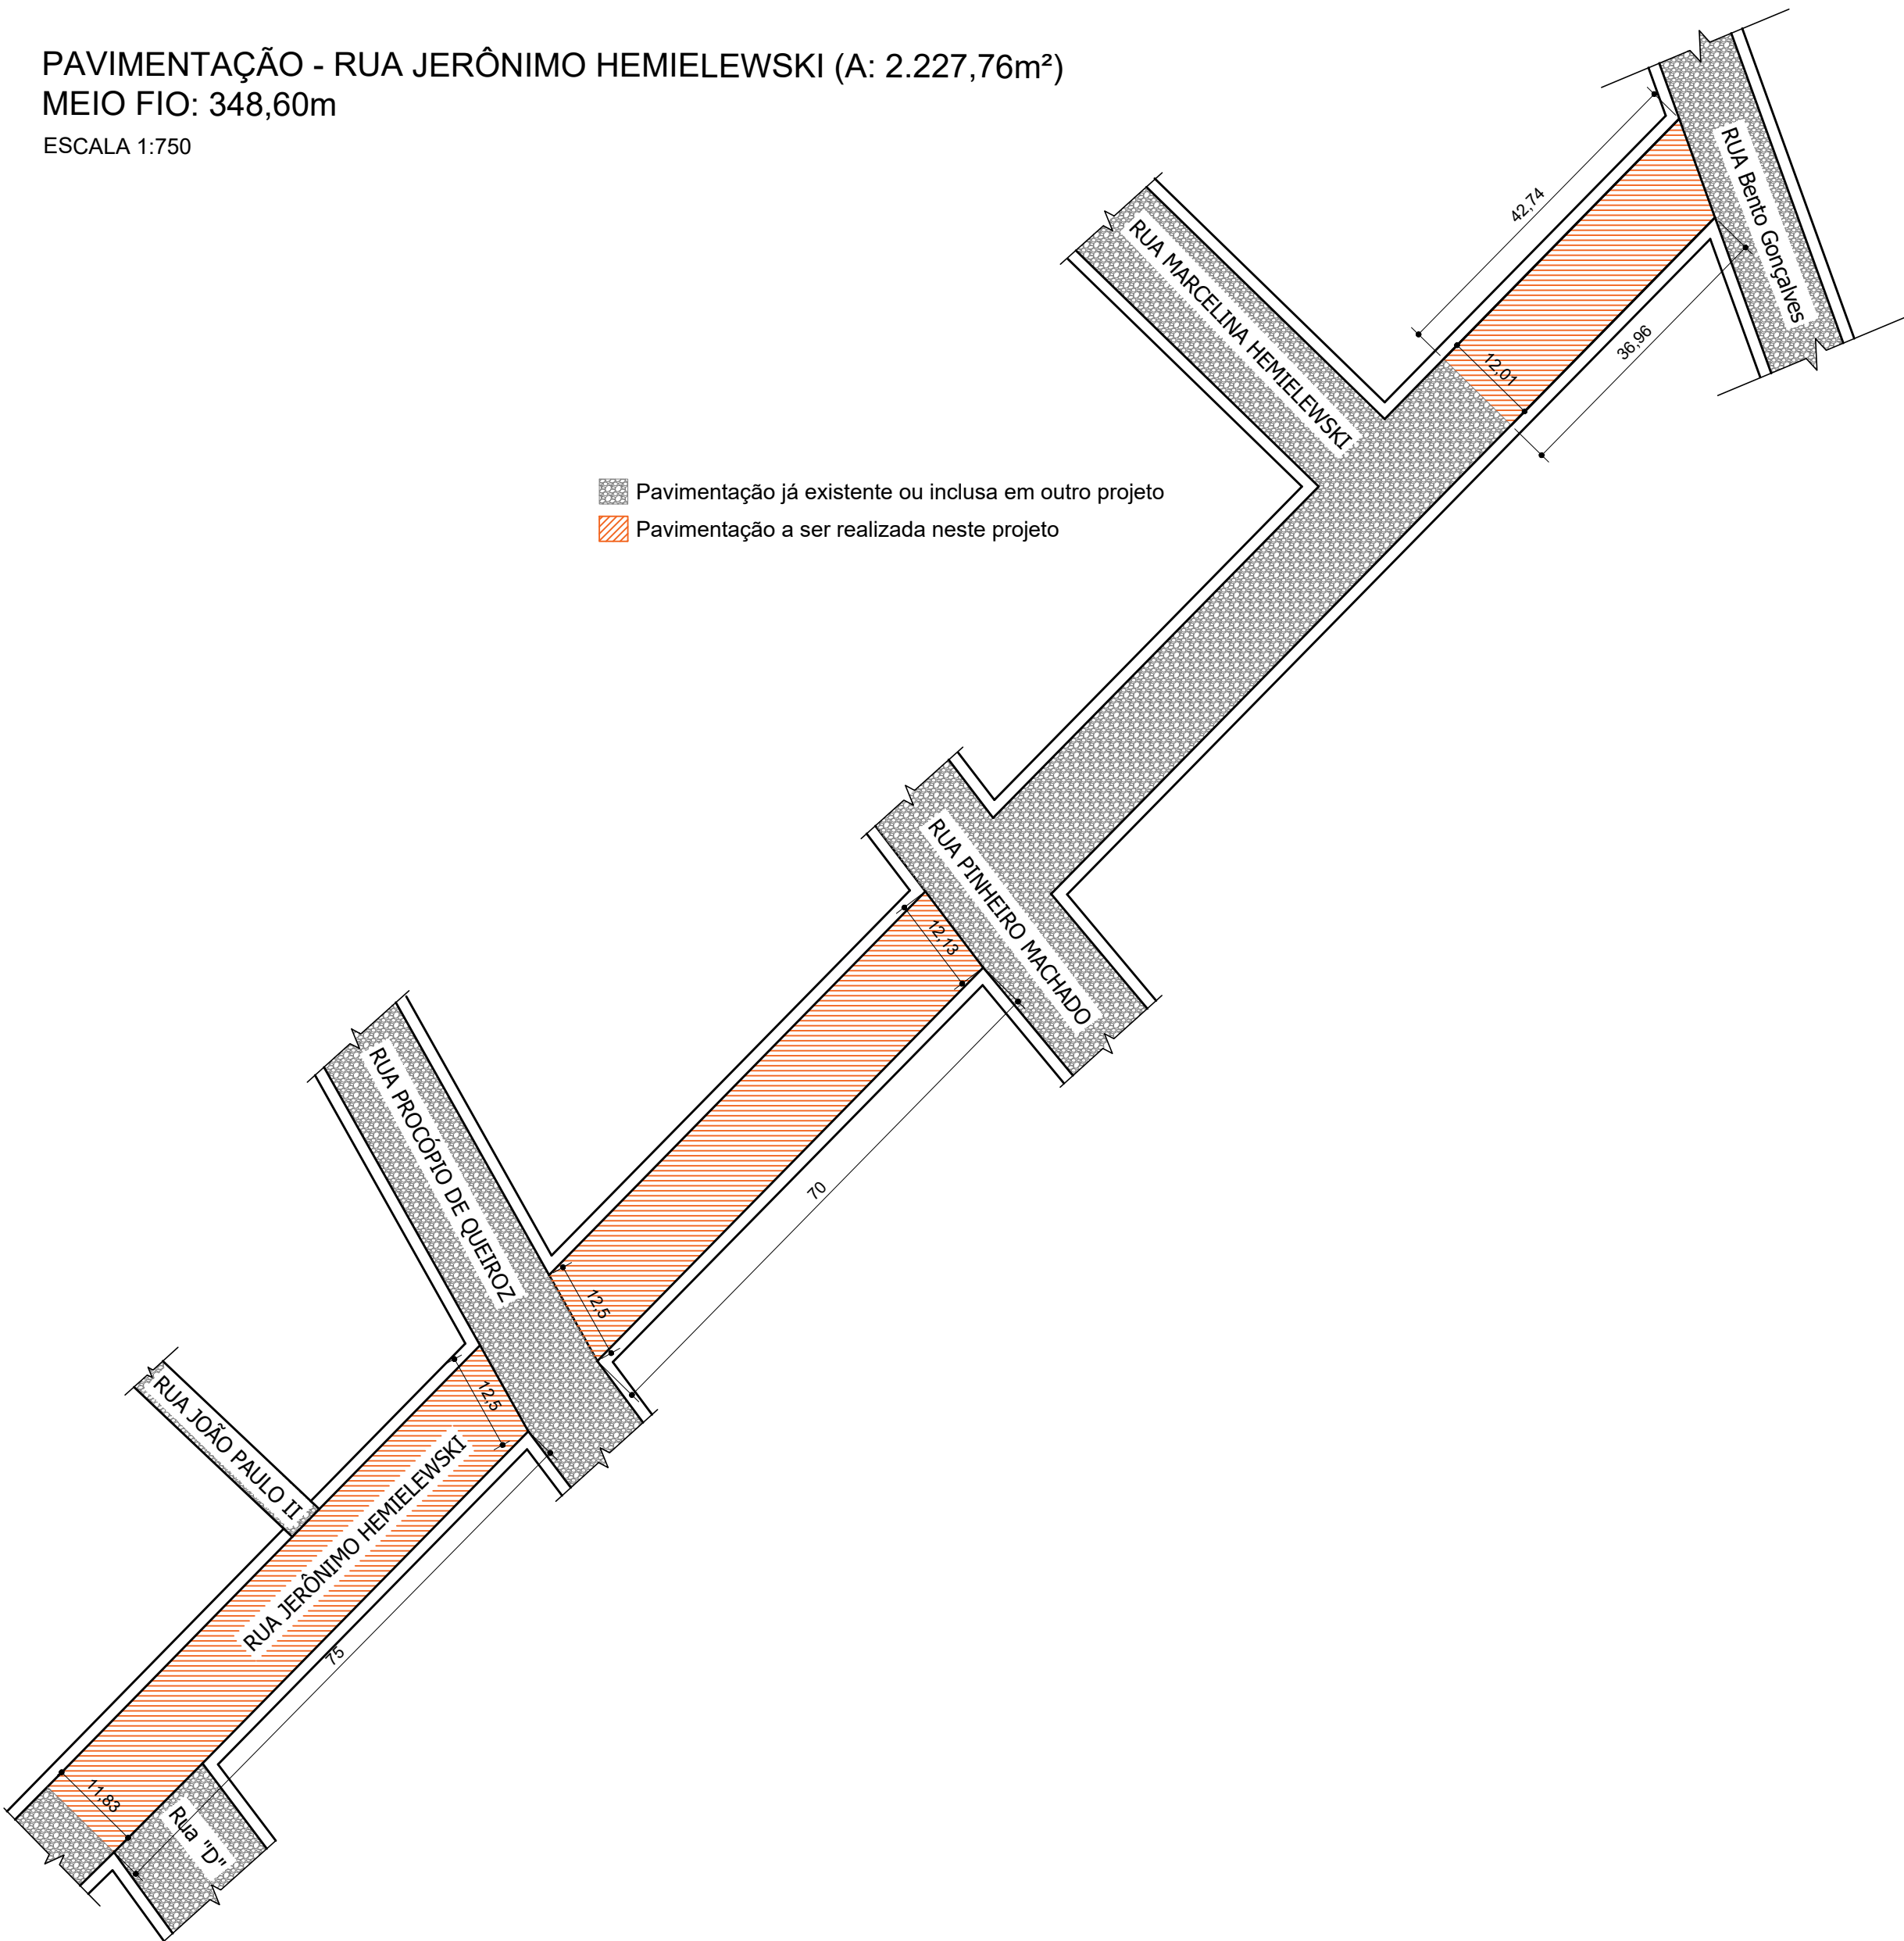 PAVIMENTAÇÃO - RUA JERÔNIMO HEMIELEWSKI (A: 2.227,76m²)
MEIO FIO: 348,60m
ESCALA 1:750
RUA Bento Gonçalves
42,74
RUA MARCELINA HEMIELEWSKI
36,96
12,01
Pavimentação já existente ou inclusa em outro projeto
Pavimentação a ser realizada neste projeto
RUA PINHEIRO MACHADO
12,13
RUA PROCÓPIO DE QUEIROZ
70
12,5
12,5
RUA JOÃO PAULO II
RUA JERÔNIMO HEMIELEWSKI
75
11,83
Rua "D"